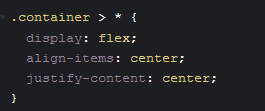 .container > * {
  display: flex;
  align-items: center;
  justify-content: center;
}